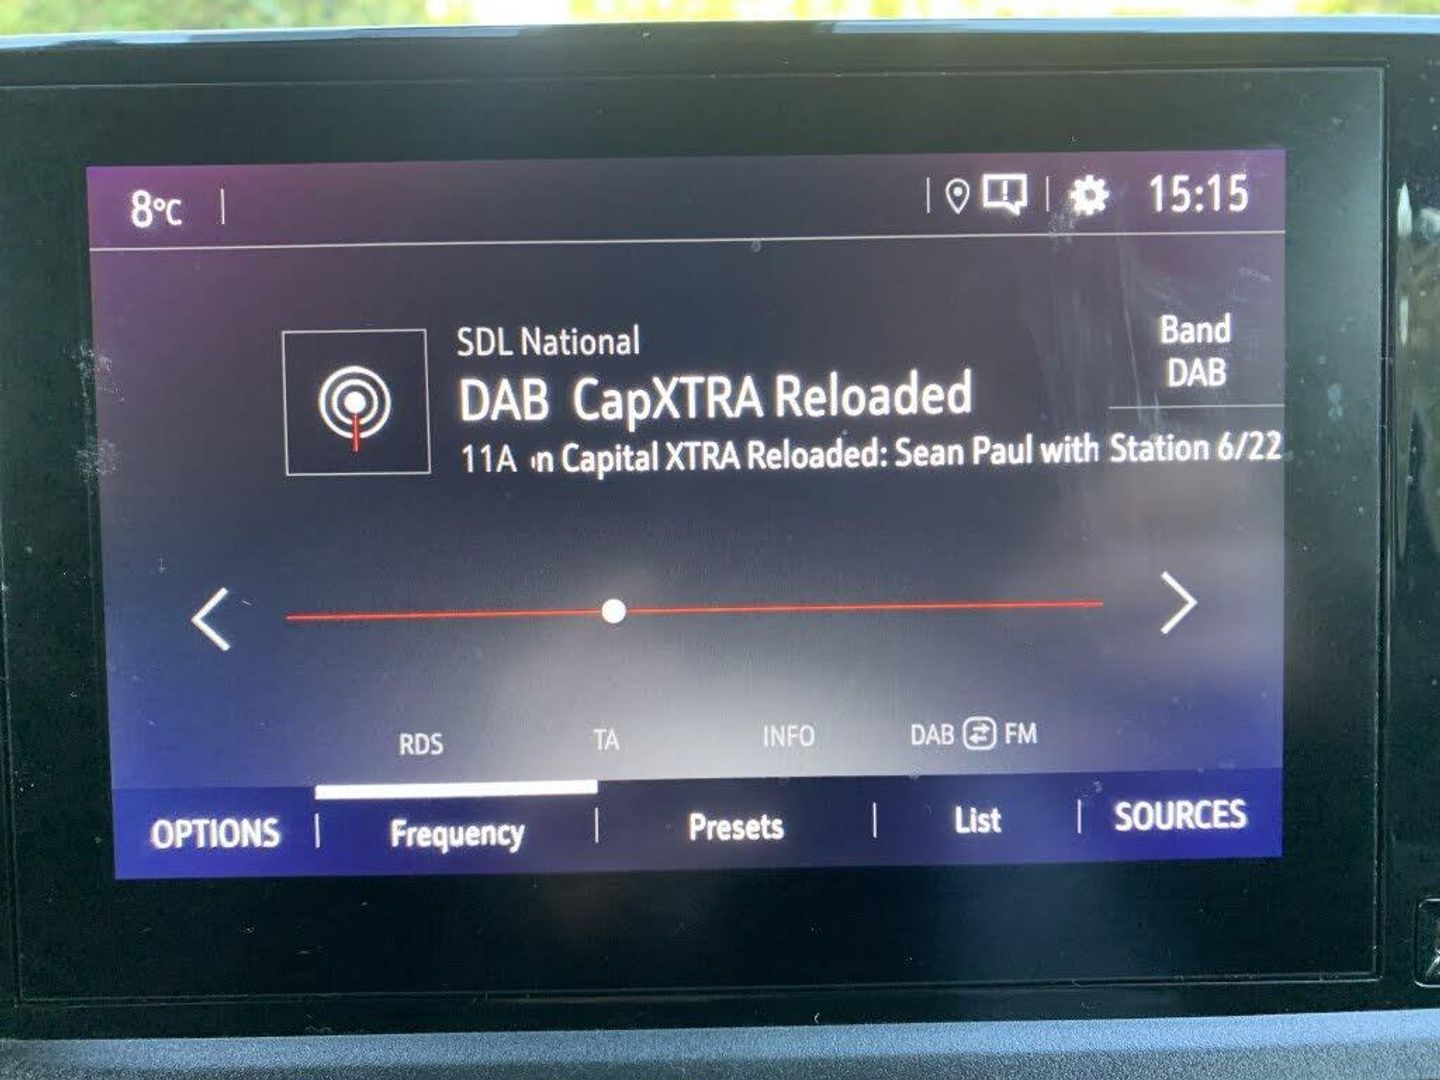 8°C 15:15
SDL National
DAB CapXTRA Reloaded
11A n Capital XTRA Reloaded: Sean Paul with Station 6/22
Band
DAB
RDS TA INFO DAB FM
OPTIONS Frequency Presets List SOURCES